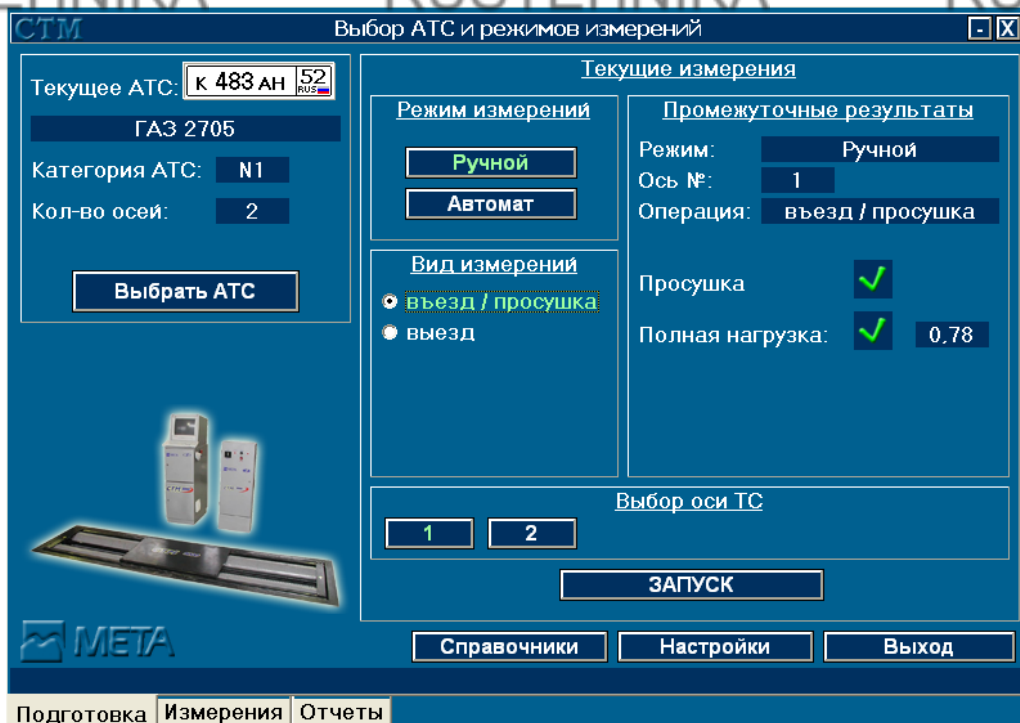 СТМ
Выбор АТС и режимов измерений
Текущее АТС: К 483 АН 52 RUS
ГАЗ 2705
Категория АТС: N1
Кол-во осей: 2
Выбрать АТС
Текущие измерения
Режим измерений
Ручной
Автомат
Вид измерений
въезд / просушка
выезд
Промежуточные результаты
Режим: Ручной
Ось №: 1
Операция: въезд / просушка
Просушка
Полная нагрузка: 0,78
Выбор оси ТС
1 2
ЗАПУСК
МЕТА
Справочники Настройки Выход
Подготовка Измерения Отчеты